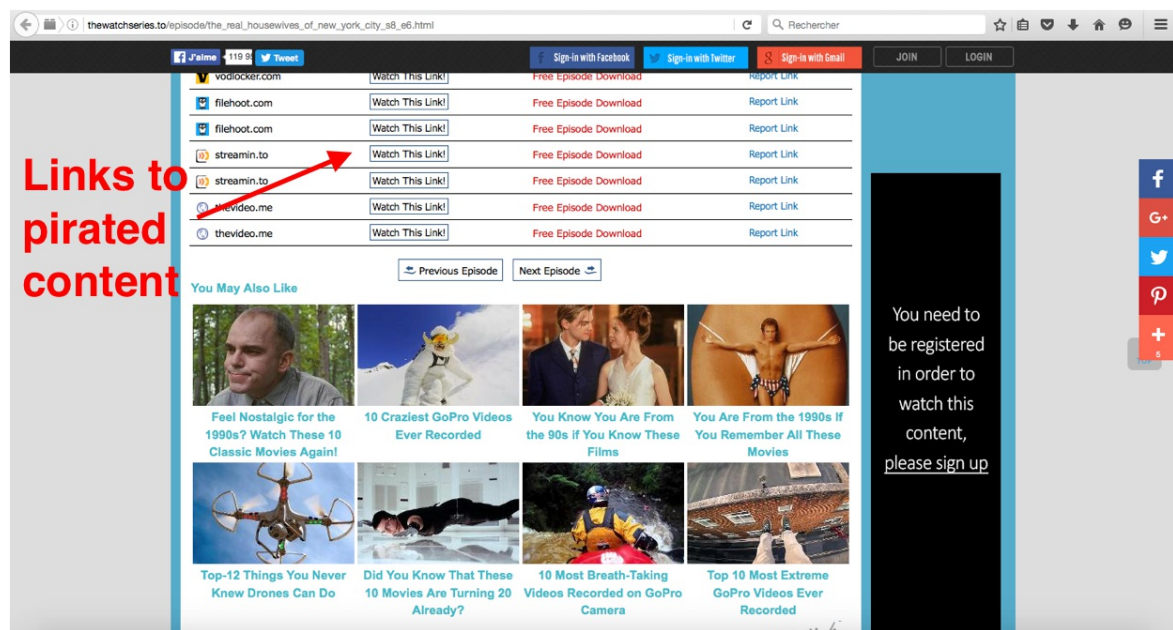 thewatchseries.to/episode/the_real_housewives_of_new_york_city_s8_e6.html
Rechercher
J'aime 119 9
Tweet
Sign-in with Facebook
Sign-in with Twitter
Sign-in with Gmail
JOIN
LOGIN
vodlocker.com Watch This Link! Free Episode Download Report Link
filehoot.com Watch This Link! Free Episode Download Report Link
filehoot.com Watch This Link! Free Episode Download Report Link
streamin.to Watch This Link! Free Episode Download Report Link
streamin.to Watch This Link! Free Episode Download Report Link
thevideo.me Watch This Link! Free Episode Download Report Link
thevideo.me Watch This Link! Free Episode Download Report Link
Links to
pirated
content
Previous Episode
Next Episode
You May Also Like
Feel Nostalgic for the
1990s? Watch These 10
Classic Movies Again!
10 Craziest GoPro Videos
Ever Recorded
You Know You Are From
the 90s if You Know These
Films
You Are From the 1990s If
You Remember All These
Movies
Top-12 Things You Never
Knew Drones Can Do
Did You Know That These
10 Movies Are Turning 20
Already?
10 Most Breath-Taking
Videos Recorded on GoPro
Camera
Top 10 Most Extreme
GoPro Videos Ever
Recorded
You need to
be registered
in order to
watch this
content,
please sign up
G+
5
TOP